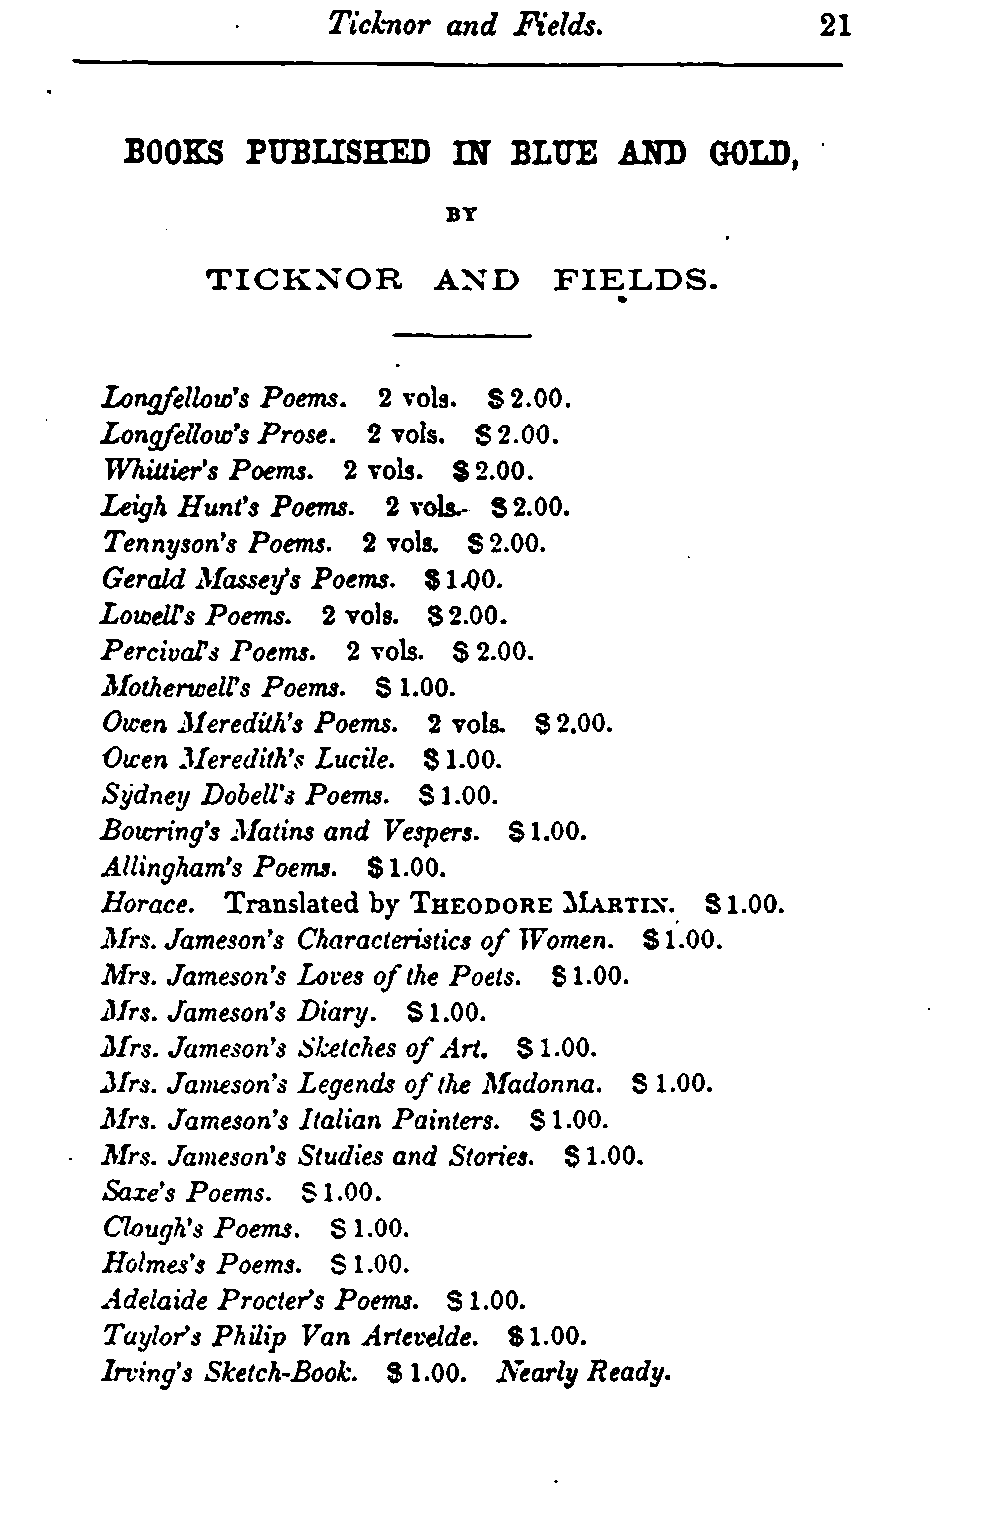 Ticknor and Fields. 21
BOOKS PUBLISHED IN BLUE AND GOLD,
BY
TICKNOR AND FIELDS.
Longfellow's Poems. 2 vols. $2.00.
Longfellow's Prose. 2 vols. $2.00.
Whittier's Poems. 2 vols. $2.00.
Leigh Hunt's Poems. 2 vols. $2.00.
Tennyson's Poems. 2 vols. $2.00.
Gerald Massey's Poems. $1.00.
Lowell's Poems. 2 vols. $2.00.
Percival's Poems. 2 vols. $2.00.
Motherwell's Poems. $1.00.
Owen Meredith's Poems. 2 vols. $2.00.
Owen Meredith's Lucile. $1.00.
Sydney Dobell's Poems. $1.00.
Bowring's Matins and Vespers. $1.00.
Allingham's Poems. $1.00.
Horace. Translated by THEODORE MARTIN. $1.00.
Mrs. Jameson's Characteristics of Women. $1.00.
Mrs. Jameson's Loves of the Poets. $1.00.
Mrs. Jameson's Diary. $1.00.
Mrs. Jameson's Sketches of Art. $1.00.
Mrs. Jameson's Legends of the Madonna. $1.00.
Mrs. Jameson's Italian Painters. $1.00.
Mrs. Jameson's Studies and Stories. $1.00.
Saxe's Poems. $1.00.
Clough's Poems. $1.00.
Holmes's Poems. $1.00.
Adelaide Procter's Poems. $1.00.
Taylor's Philip Van Artevelde. $1.00.
Irving's Sketch-Book. $1.00. Nearly Ready.